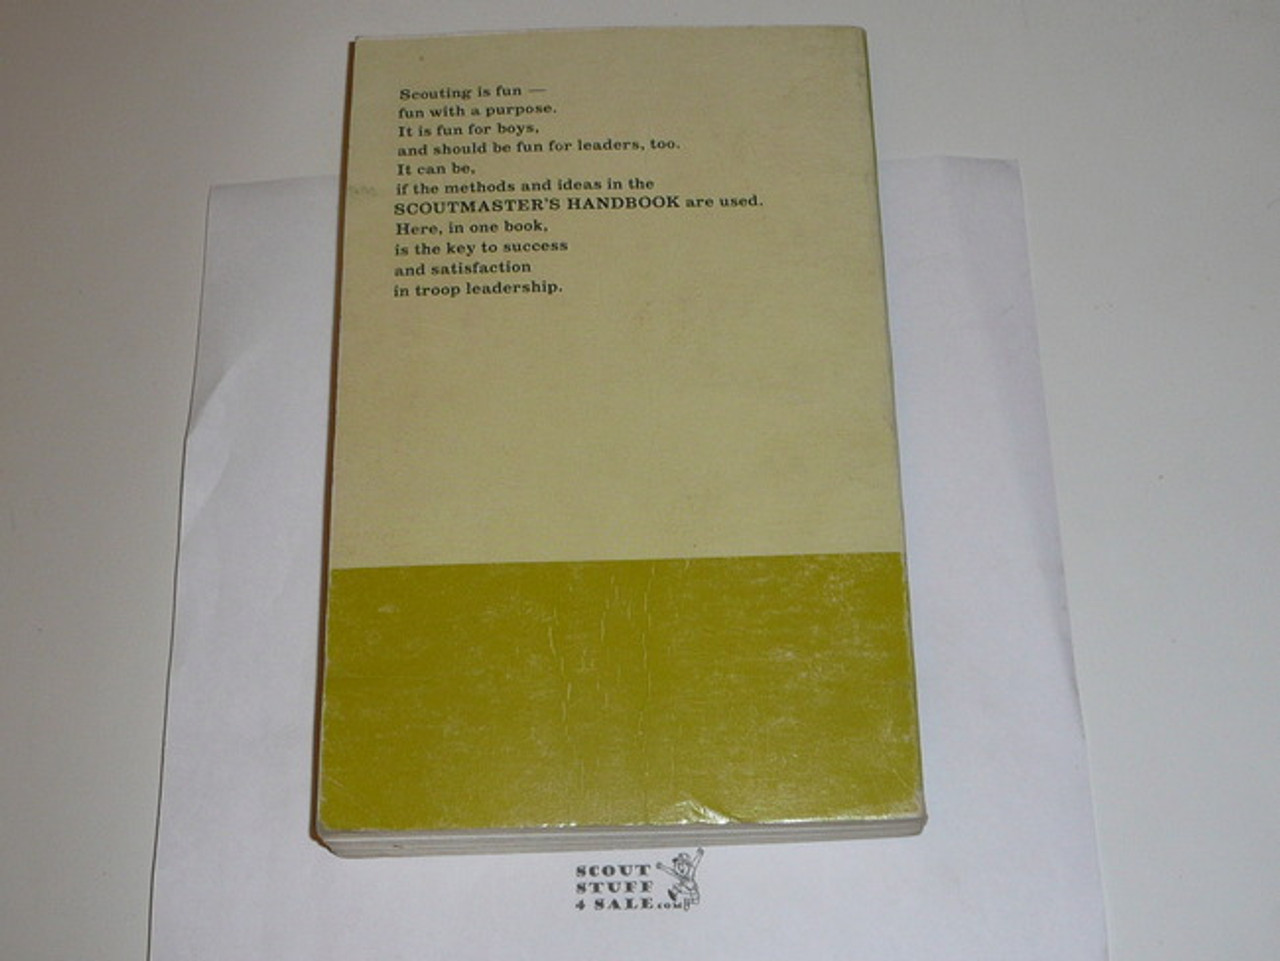 Scouting is fun —
fun with a purpose.
It is fun for boys,
and should be fun for leaders, too.
It can be,
if the methods and ideas in the
SCOUTMASTER'S HANDBOOK are used.
Here, in one book,
is the key to success
and satisfaction
in troop leadership.
SCOUT
STUFF
4 SALE.com